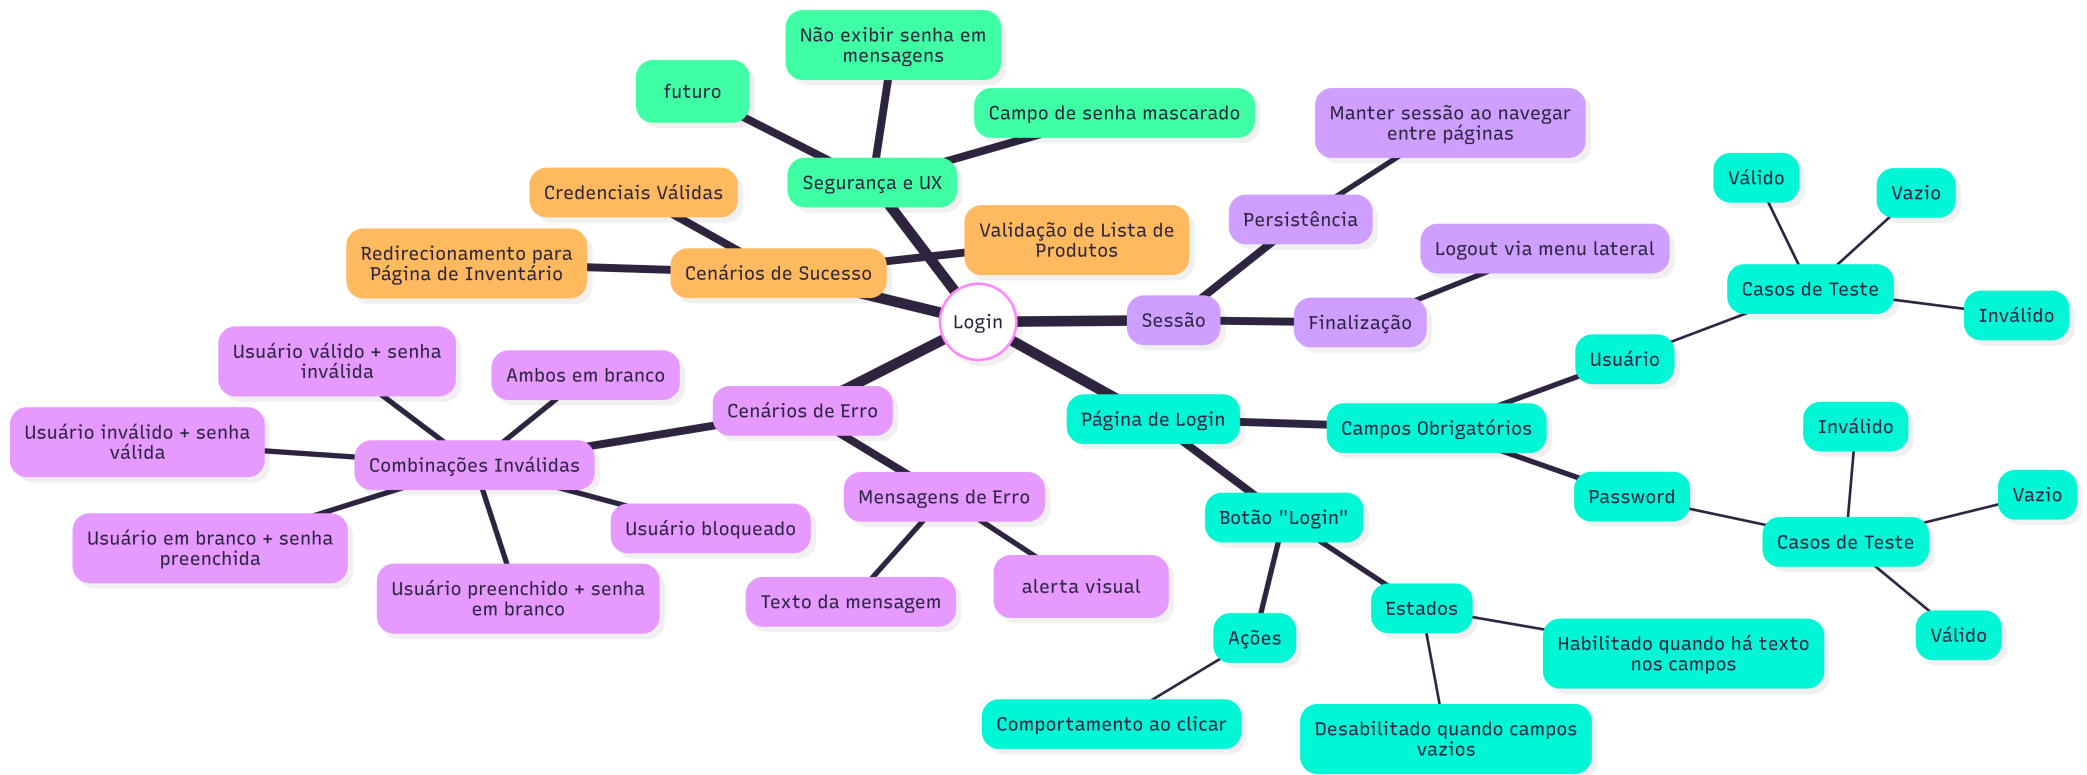 Não exibir senha em
mensagens
futuro
Campo de senha mascarado
Segurança e UX
Credenciais Válidas
Redirecionamento para
Página de Inventário
Cenários de Sucesso
Validação de Lista de
Produtos
Login
Manter sessão ao navegar
entre páginas
Persistência
Logout via menu lateral
Sessão
Finalização
Válido
Vazio
Casos de Teste
Inválido
Usuário
Página de Login
Campos Obrigatórios
Inválido
Password
Vazio
Casos de Teste
Válido
Botão "Login"
Estados
Ações
Habilitado quando há texto
nos campos
Comportamento ao clicar
Desabilitado quando campos
vazios
Usuário válido + senha
inválida
Ambos em branco
Cenários de Erro
Usuário inválido + senha
válida
Combinações Inválidas
Mensagens de Erro
Usuário em branco + senha
preenchida
Usuário bloqueado
Usuário preenchido + senha
em branco
Texto da mensagem
alerta visual